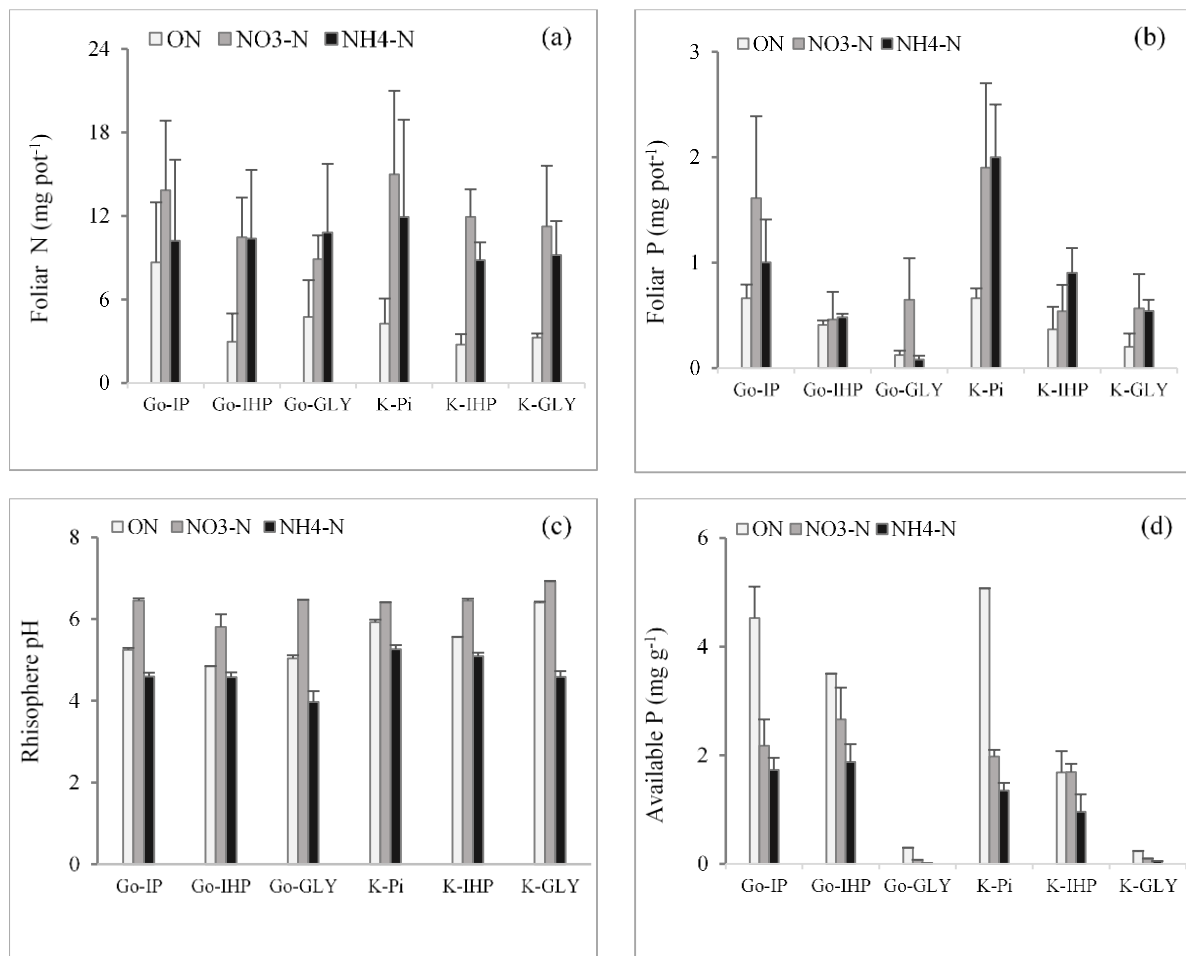 ON NO3-N NH4-N (a)
24
18
12
6
0
Foliar N (mg pot-1)
Go-IP Go-IHP Go-GLY K-Pi K-IHP K-GLY
ON NO3-N NH4-N (b)
3
2
1
0
Foliar P (mg pot-1)
Go-IP Go-IHP Go-GLY K-Pi K-IHP K-GLY
ON NO3-N NH4-N (c)
8
6
4
2
0
Rhisophere pH
Go-IP Go-IHP Go-GLY K-Pi K-IHP K-GLY
ON NO3-N NH4-N (d)
6
4
2
0
Available P (mg g-1)
Go-IP Go-IHP Go-GLY K-Pi K-IHP K-GLY